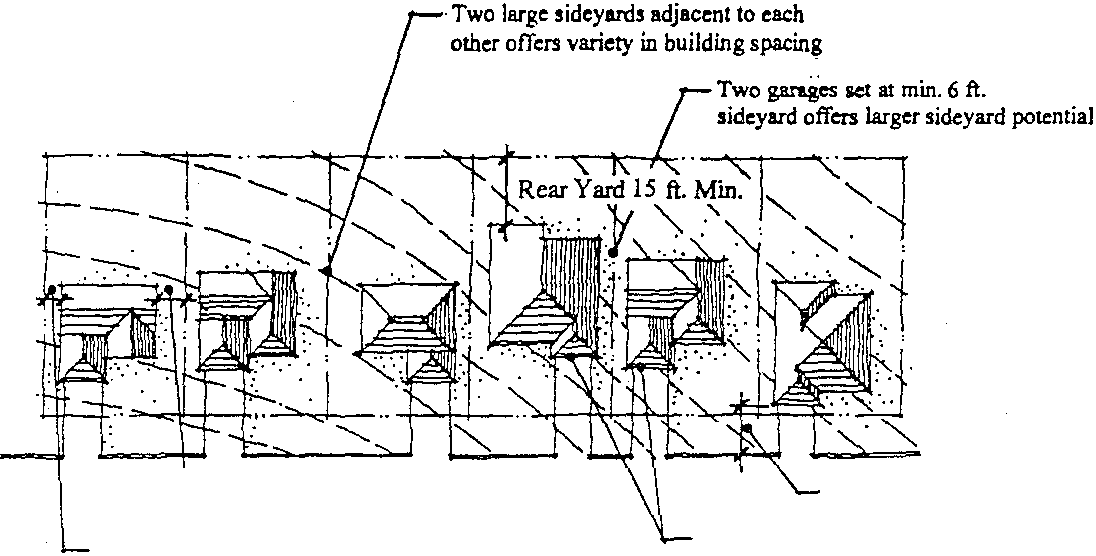 Two large sideyards adjacent to each
other offers variety in building spacing
Two garages set at min. 6 ft.
sideyard offers larger sideyard potential
Rear Yard 15 ft. Min.